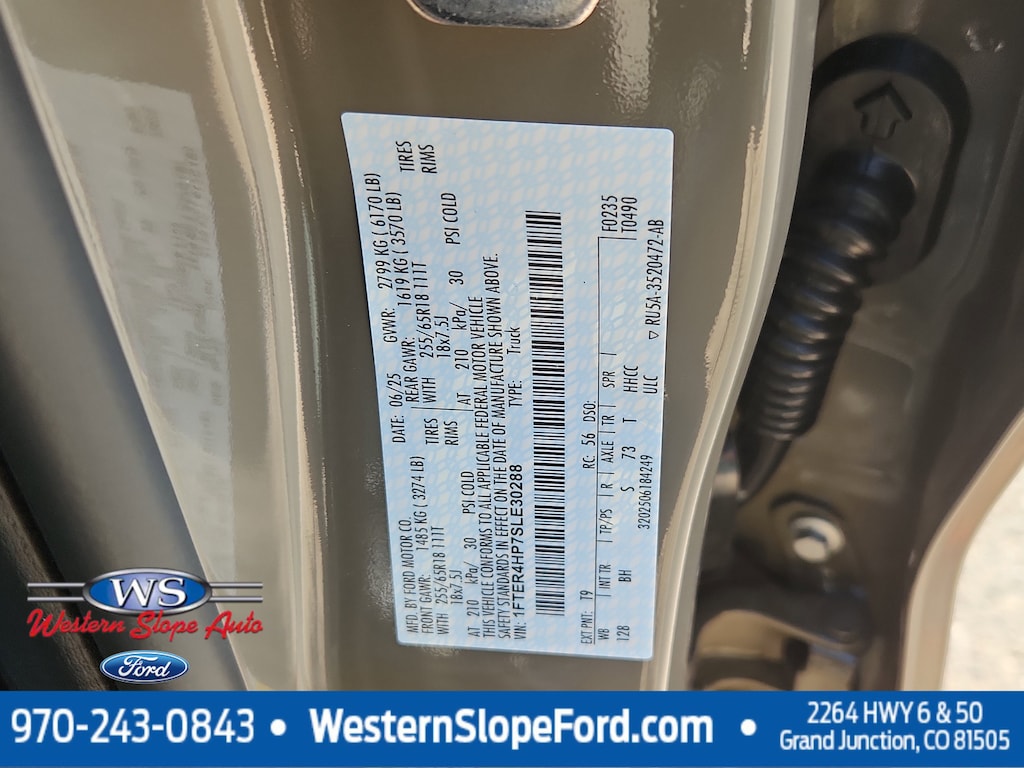 MFD. BY FORD MOTOR CO.
DATE: 06/25 GVWR: 2799 KG ( 6170 LB)
FRONT GAWR: 1485 KG ( 3274 LB) REAR GAWR: 1619 KG ( 3570 LB)
WITH 255/65R18 111T TIRES WITH 255/65R18 111T TIRES
18x7.5J RIMS 18x7.5J RIMS
AT 210 kPa/ 30 PSI COLD AT 210 kPa/ 30 PSI COLD
THIS VEHICLE CONFORMS TO ALL APPLICABLE FEDERAL MOTOR VEHICLE
SAFETY STANDARDS IN EFFECT ON THE DATE OF MANUFACTURE SHOWN ABOVE.
VIN: 1FTER4HP7SLE30288 TYPE: Truck
F0235
T0490
EXT PNT: T9 RC: 56 DSO:
WB INT TR TP/PS R AXLE TR SPR
128 BH S 73 T HHCC
3202506184249 ULC
▽ RU5A-3520472-AB
WS
Western Slope Auto
Ford
970-243-0843 • WesternSlopeFord.com •
2264 HWY 6 & 50
Grand Junction, CO 81505